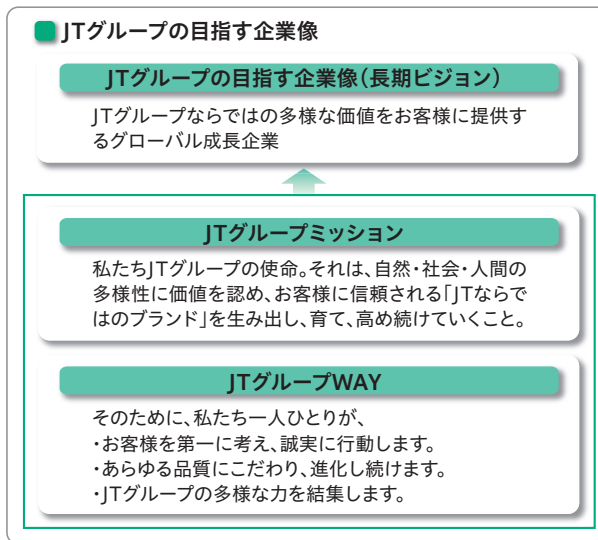 JTグループの目指す企業像
JTグループの目指す企業像（長期ビジョン）
JTグループならではの多様な価値をお客様に提供す
るグローバル成長企業
JTグループミッション
私たちJTグループの使命。それは、自然・社会・人間の
多様性に価値を認め、お客様に信頼される「JTならで
はのブランド」を生み出し、育て、高め続けていくこと。
JTグループWAY
そのために、私たち一人ひとりが、
・お客様を第一に考え、誠実に行動します。
・あらゆる品質にこだわり、進化し続けます。
・JTグループの多様な力を結集します。